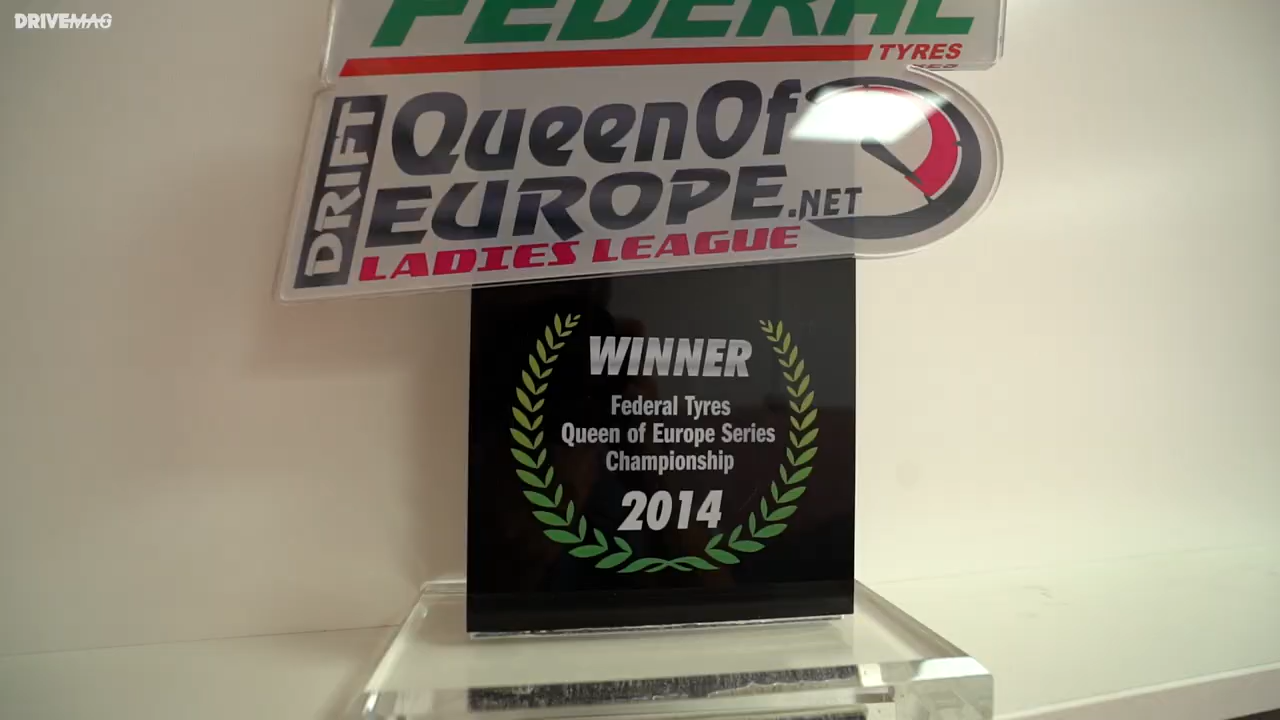 DRIVEMAG
FEDERAL
TYRES
DRIFT
QueenOf
EUROPE.NET
LADIES LEAGUE
WINNER
Federal Tyres
Queen of Europe Series
Championship
2014